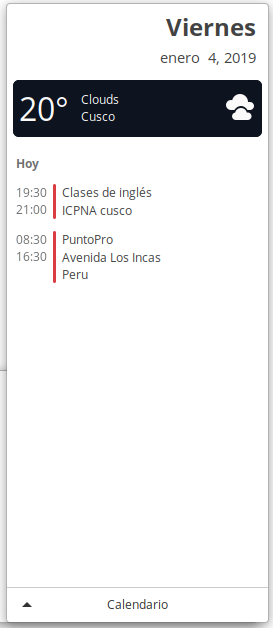 Viernes
enero 4, 2019
20° Clouds
Cusco
Hoy
19:30 Clases de inglés
21:00 ICPNA cusco
08:30 PuntoPro
16:30 Avenida Los Incas
Peru
Calendario